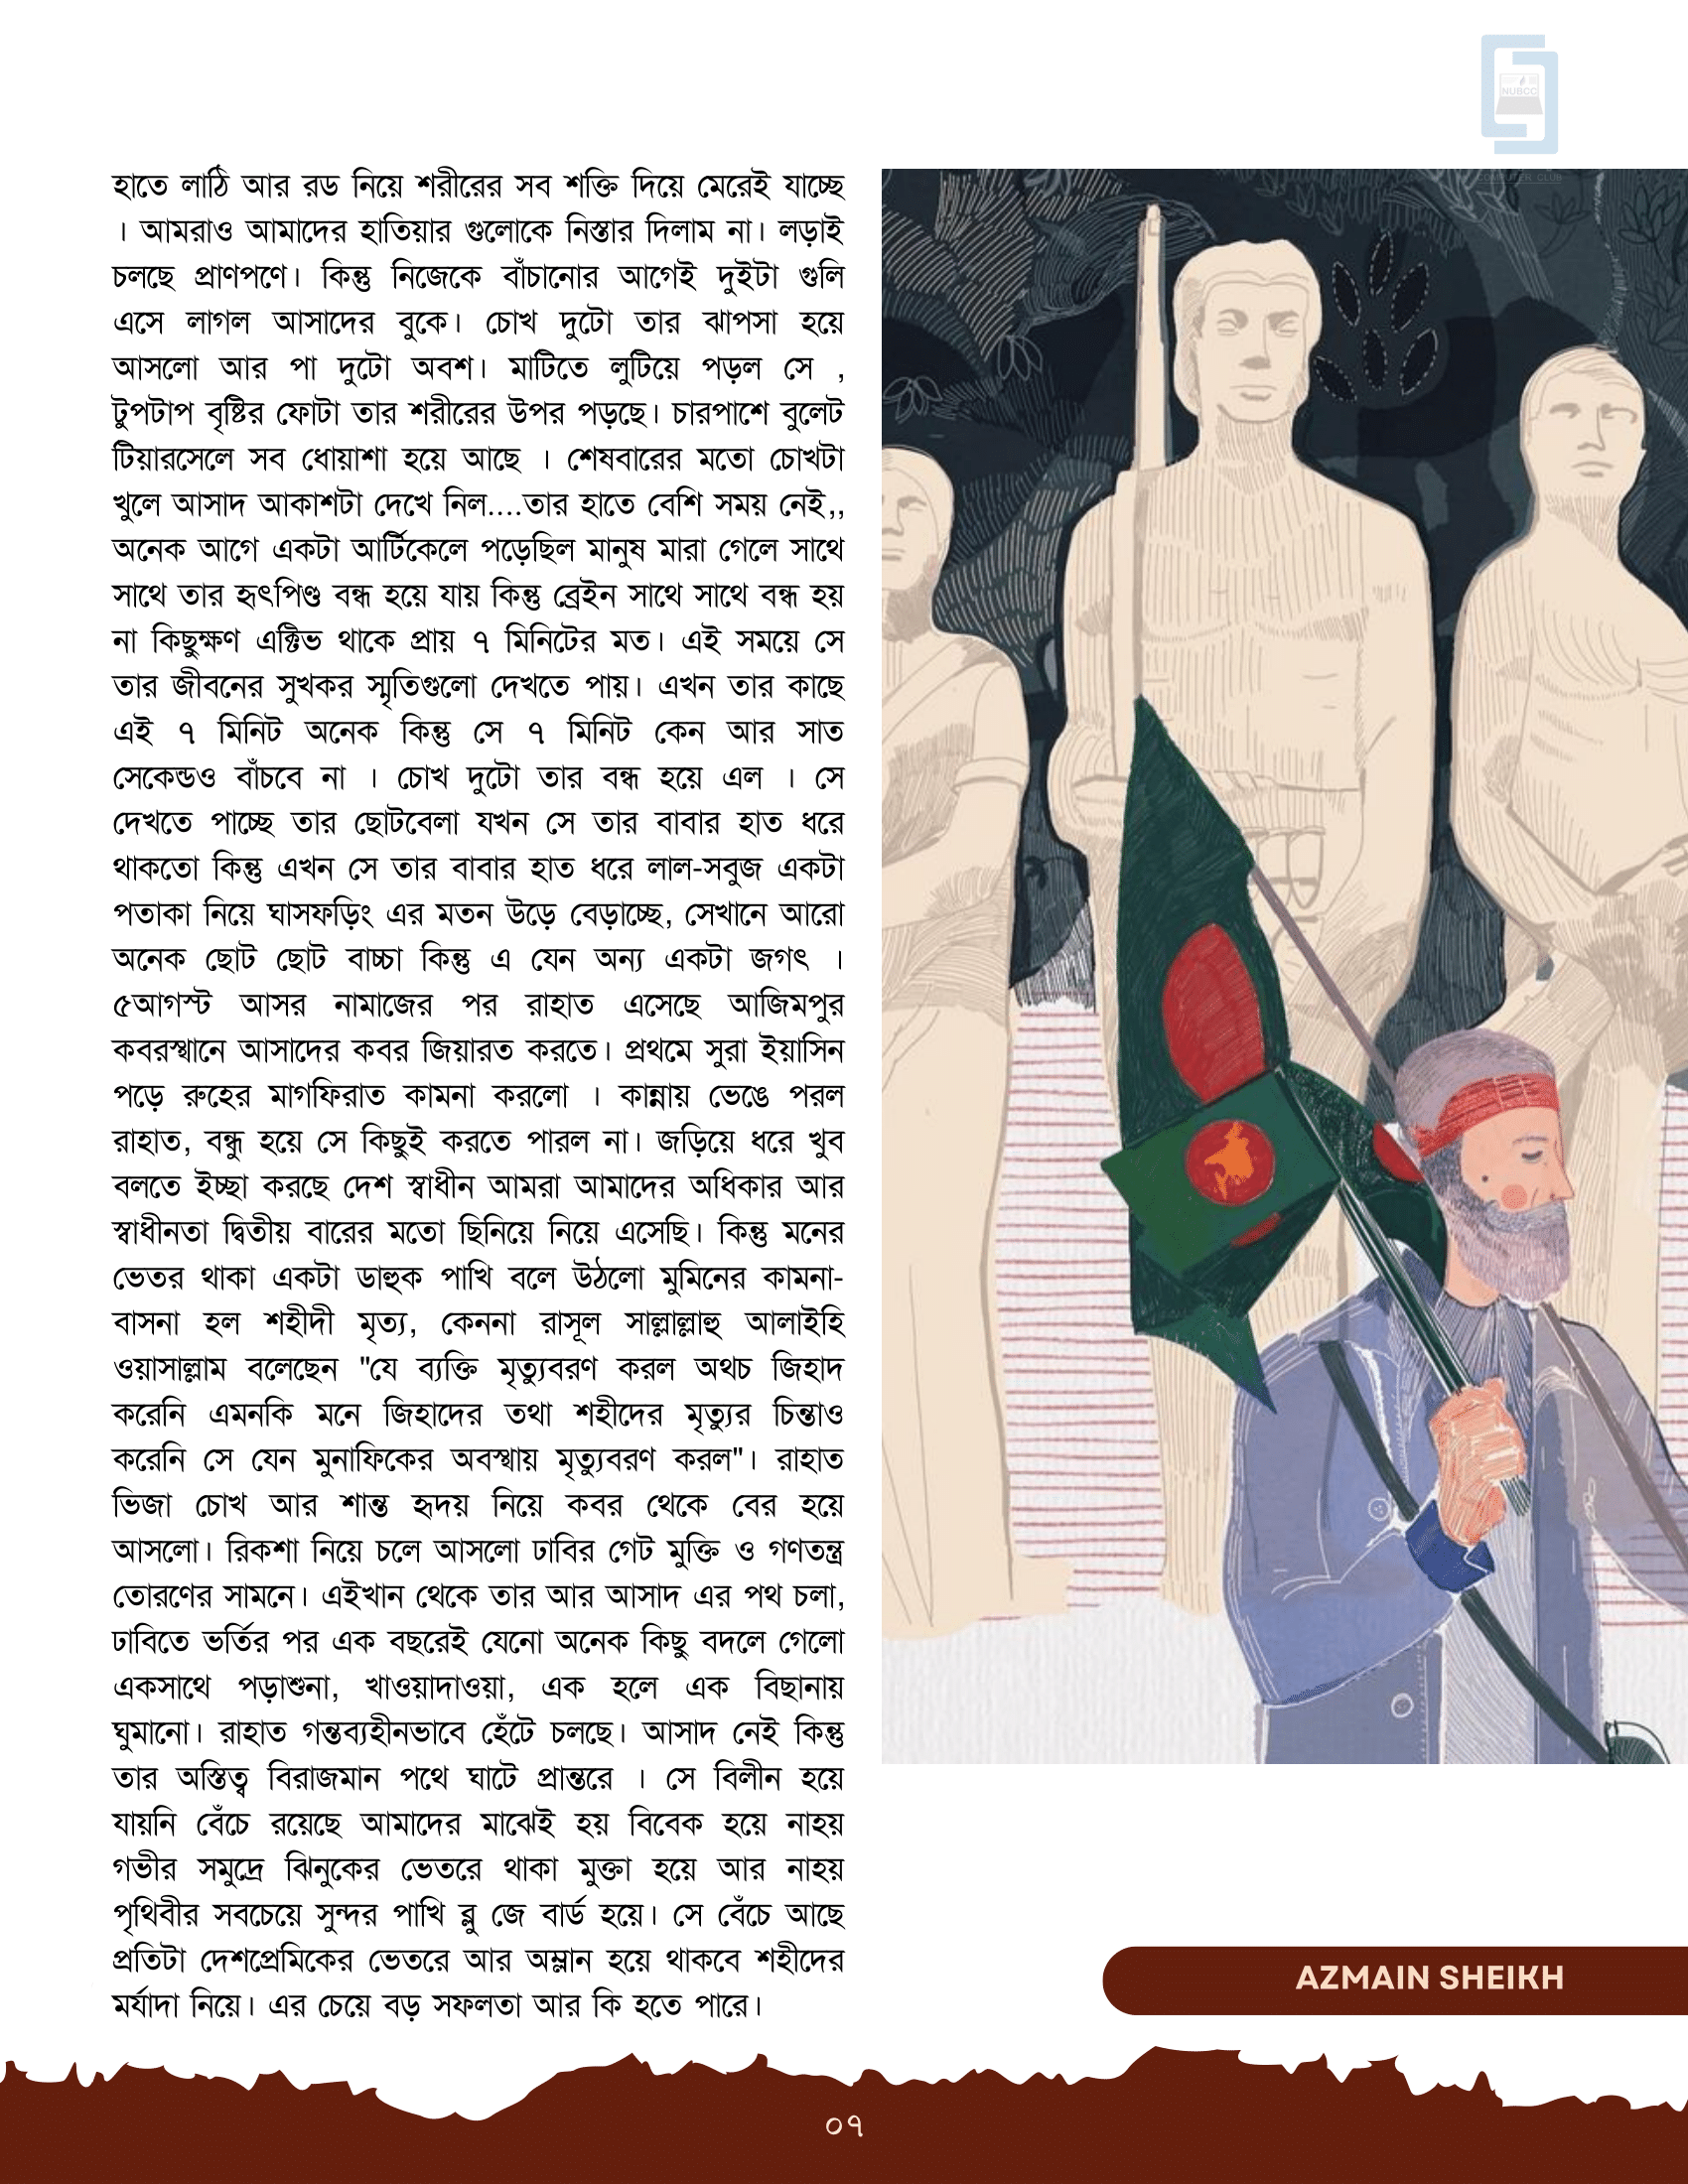 NUBCC
হাতে লাঠি আর রড নিয়ে শরীরের সব শক্তি দিয়ে মেরেই যাচ্ছে
। আমরাও আমাদের হাতিয়ার গুলোকে নিস্তার দিলাম না। লড়াই
চলছে প্রাণপণে। কিন্তু নিজেকে বাঁচানোর আগেই দুইটা গুলি
এসে লাগল আসাদের বুকে। চোখ দুটো তার ঝাপসা হয়ে
আসলো আর পা দুটো অবশ। মাটিতে লুটিয়ে পড়ল সে ,
টুপটাপ বৃষ্টির ফোটা তার শরীরের উপর পড়ছে। চারপাশে বুলেট
টিয়ারসেলে সব ধোয়াশা হয়ে আছে । শেষবারের মতো চোখটা
খুলে আসাদ আকাশটা দেখে নিল....তার হাতে বেশি সময় নেই,,
অনেক আগে একটা আর্টিকেলে পড়েছিল মানুষ মারা গেলে সাথে
সাথে তার হৃৎপিণ্ড বন্ধ হয়ে যায় কিন্তু ব্রেইন সাথে সাথে বন্ধ হয়
না কিছুক্ষণ এক্টিভ থাকে প্রায় ৭ মিনিটের মত। এই সময়ে সে
তার জীবনের সুখকর স্মৃতিগুলো দেখতে পায়। এখন তার কাছে
এই ৭ মিনিট অনেক কিন্তু সে ৭ মিনিট কেন আর সাত
সেকেন্ডও বাঁচবে না । চোখ দুটো তার বন্ধ হয়ে এল । সে
দেখতে পাচ্ছে তার ছোটবেলা যখন সে তার বাবার হাত ধরে
থাকতো কিন্তু এখন সে তার বাবার হাত ধরে লাল-সবুজ একটা
পতাকা নিয়ে ঘাসফড়িং এর মতন উড়ে বেড়াচ্ছে, সেখানে আরো
অনেক ছোট ছোট বাচ্চা কিন্তু এ যেন অন্য একটা জগৎ ।
৫আগস্ট আসর নামাজের পর রাহাত এসেছে আজিমপুর
কবরস্থানে আসাদের কবর জিয়ারত করতে। প্রথমে সুরা ইয়াসিন
পড়ে রুহের মাগফিরাত কামনা করলো । কান্নায় ভেঙে পরল
রাহাত, বন্ধু হয়ে সে কিছুই করতে পারল না। জড়িয়ে ধরে খুব
বলতে ইচ্ছা করছে দেশ স্বাধীন আমরা আমাদের অধিকার আর
স্বাধীনতা দ্বিতীয় বারের মতো ছিনিয়ে নিয়ে এসেছি। কিন্তু মনের
ভেতর থাকা একটা ডাহুক পাখি বলে উঠলো মুমিনের কামনা-
বাসনা হল শহীদী মৃত্য, কেননা রাসূল সাল্লাল্লাহু আলাইহি
ওয়াসাল্লাম বলেছেন "যে ব্যক্তি মৃত্যুবরণ করল অথচ জিহাদ
করেনি এমনকি মনে জিহাদের তথা শহীদের মৃত্যুর চিন্তাও
করেনি সে যেন মুনাফিকের অবস্থায় মৃত্যুবরণ করল"। রাহাত
ভিজা চোখ আর শান্ত হৃদয় নিয়ে কবর থেকে বের হয়ে
আসলো। রিকশা নিয়ে চলে আসলো ঢাবির গেট মুক্তি ও গণতন্ত্র
তোরণের সামনে। এইখান থেকে তার আর আসাদ এর পথ চলা,
ঢাবিতে ভর্তির পর এক বছরেই যেনো অনেক কিছু বদলে গেলো
একসাথে পড়াশুনা, খাওয়াদাওয়া, এক হলে এক বিছানায়
ঘুমানো। রাহাত গন্তব্যহীনভাবে হেঁটে চলছে। আসাদ নেই কিন্তু
তার অস্তিত্ব বিরাজমান পথে ঘাটে প্রান্তরে । সে বিলীন হয়ে
যায়নি বেঁচে রয়েছে আমাদের মাঝেই হয় বিবেক হয়ে নাহয়
গভীর সমুদ্রে ঝিনুকের ভেতরে থাকা মুক্তা হয়ে আর নাহয়
পৃথিবীর সবচেয়ে সুন্দর পাখি ব্লু জে বার্ড হয়ে। সে বেঁচে আছে
প্রতিটা দেশপ্রেমিকের ভেতরে আর অম্লান হয়ে থাকবে শহীদের
মর্যাদা নিয়ে। এর চেয়ে বড় সফলতা আর কি হতে পারে।
AZMAIN SHEIKH
০৭